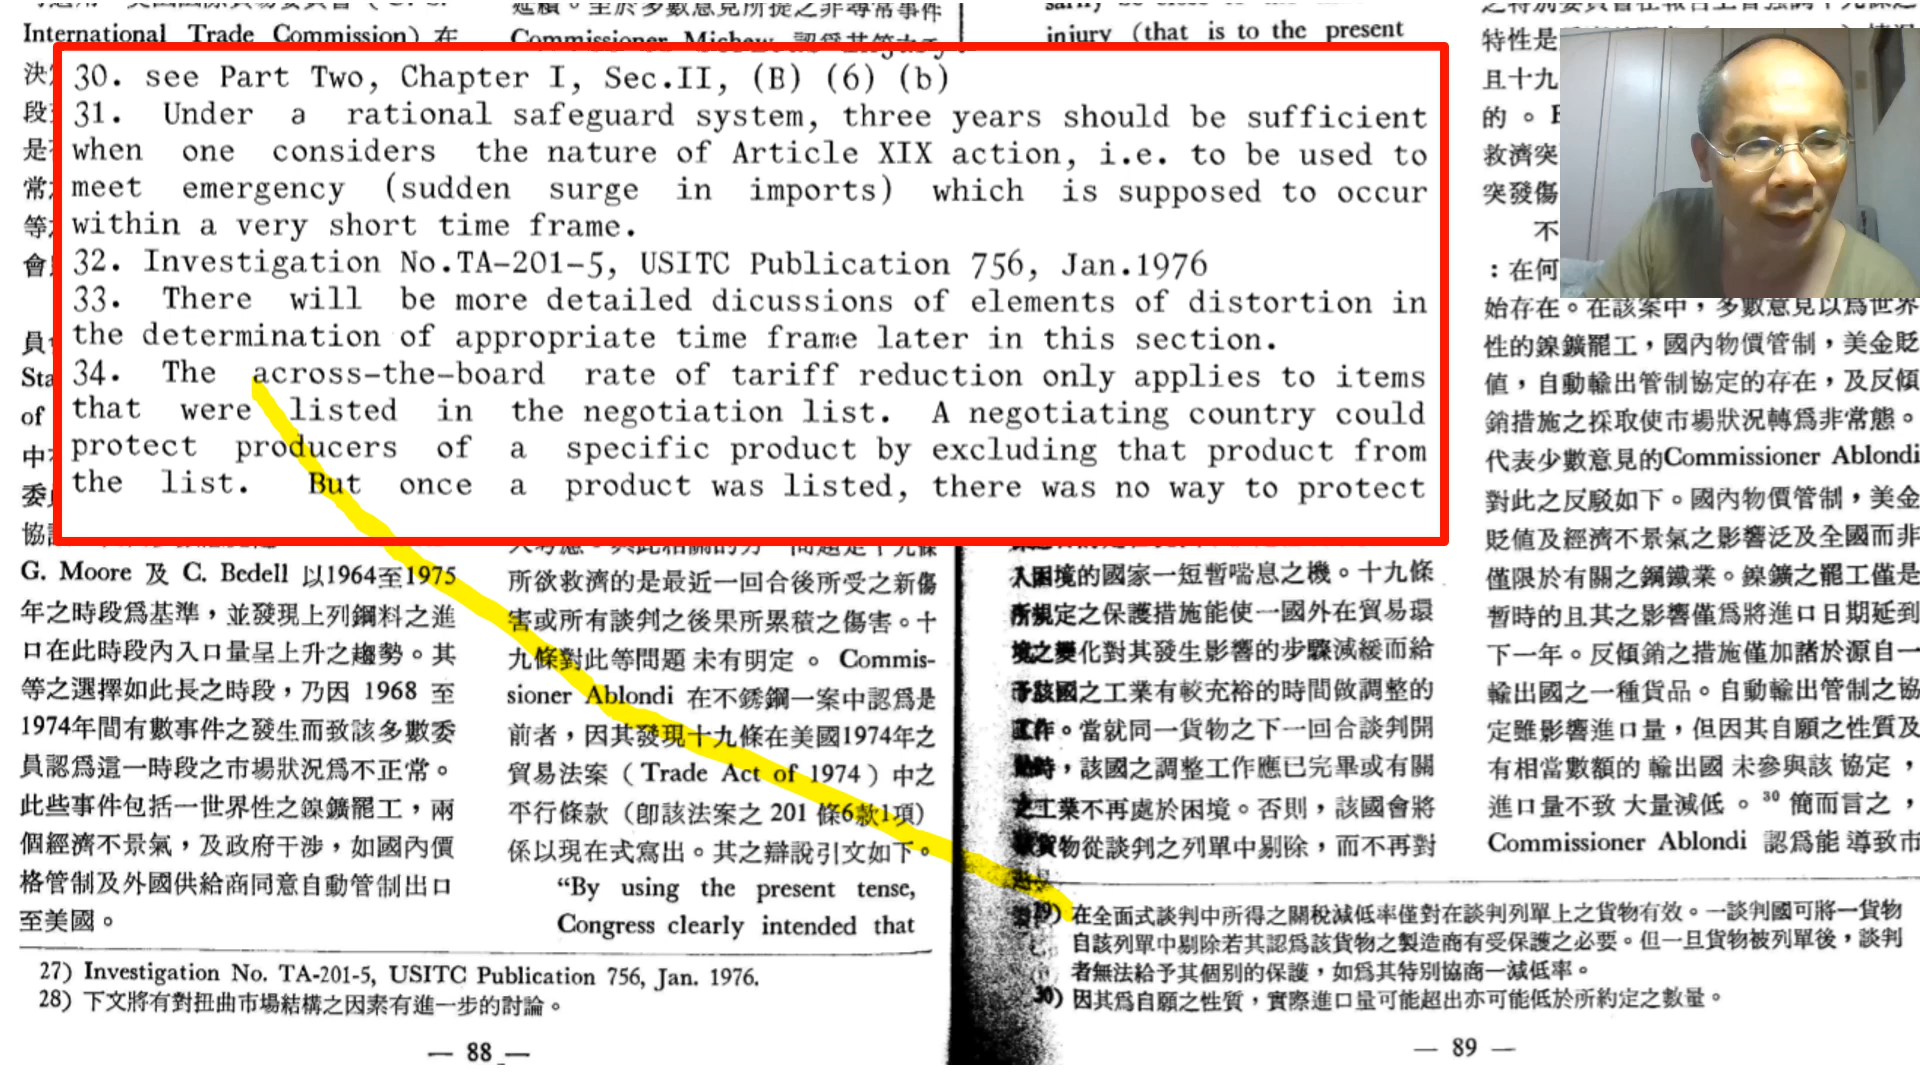 International Trade Commission) 在
進類。至於多數意見所提之非尋常事件
Commissioner
injury (that is to the present
特性是
且十九
的。
救濟突
突發傷
不
：在何
30. see Part Two, Chapter I, Sec.II, (B) (6) (b)
31. Under a rational safeguard system, three years should be sufficient
when one considers the nature of Article XIX action, i.e. to be used to
meet emergency (sudden surge in imports) which is supposed to occur
within a very short time frame.
32. Investigation No.TA-201-5, USITC Publication 756, Jan.1976
33. There will be more detailed dicussions of elements of distortion in
the determination of appropriate time frame later in this section.
34. The across-the-board rate of tariff reduction only applies to items
that were listed in the negotiation list. A negotiating country could
protect producers of a specific product by excluding that product from
the list. But once a product was listed, there was no way to protect
G. Moore 及 C. Bedell 以1964至1975
年之時段爲基準，並發現上列鋼料之進
口在此時段內入口量呈上升之趨勢。其
等之選擇如此長之時段，乃因 1968 至
1974年間有數事件之發生而致該多數委
員認爲這一時段之市場狀況爲不正常。
此些事件包括一世界性之鎳鑛罷工，兩
個經濟不景氣，及政府干涉，如國內價
格管制及外國供給商同意自動管制出口
至美國。
27) Investigation No. TA-201-5, USITC Publication 756, Jan. 1976.
28) 下文將有對扭曲市場結構之因素有進一步的討論。
— 88 —
所欲救濟的是最近一回合後所受之新傷
害或所有談判之後果所累積之傷害。十
九條對此等問題未有明定。Commis-
sioner Ablondi 在不銹鋼一案中認爲是
前者，因其發現十九條在美國1974年之
貿易法案（Trade Act of 1974）中之
平行條款（卽該法案之 201 條6款1項）
係以現在式寫出。其之辯說引文如下。
“By using the present tense,
Congress clearly intended that
困境的國家一短暫喘息之機。十九條
所規定之保護措施能使一國外在貿易環
境之變化對其發生影響的步驟減緩而給
予該國之工業有較充裕的時間做調整的
工作。當就同一貨物之下一回合談判開
始時，該國之調整工作應已完畢或有關
之工業不再處於困境。否則，該國會將
該貨物從談判之列單中剔除，而不再對
始存在。在該案中，多數意見以爲世界
性的鎳鑛罷工，國內物價管制，美金貶
值，自動輸出管制協定的存在，及反傾
銷措施之採取使市場狀況轉爲非常態。
代表少數意見的Commissioner Ablondi
對此之反駁如下。國內物價管制，美金
貶値及經濟不景氣之影響泛及全國而非
僅限於有關之鋼鐵業。鎳鑛之罷工僅是
暫時的且其之影響僅爲將進口日期延到
下一年。反傾銷之措施僅加諸於源自一
輸出國之一種貨品。自動輸出管制之協
定雖影響進口量，但因其自願之性質及
有相當數額的輸出國未參與該協定，
進口量不致大量減低。30 簡而言之，
Commissioner Ablondi 認爲能導致市
29) 在全面式談判中所得之關稅減低率僅對在談判列單上之貨物有效。一談判國可將一貨物
自該列單中剔除若其認爲該貨物之製造商有受保護之必要。但一旦貨物被列單後，談判
者無法給予其個別的保護，如爲其特別協商一減低率。
30) 因其爲自願之性質，實際進口量可能超出亦可能低於所約定之數量。
— 89 —